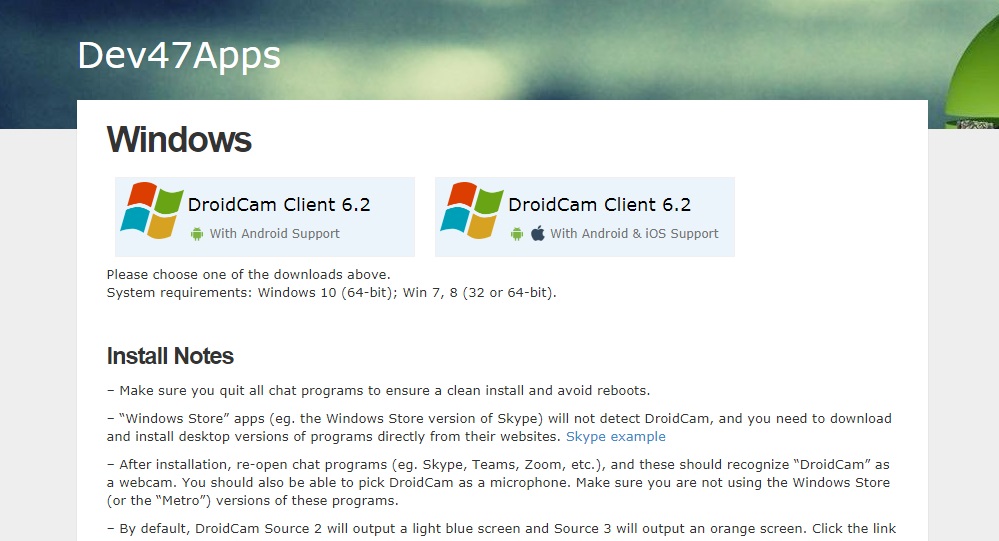 Dev47Apps
Windows
DroidCam Client 6.2
With Android Support
DroidCam Client 6.2
With Android & iOS Support
Please choose one of the downloads above.
System requirements: Windows 10 (64-bit); Win 7, 8 (32 or 64-bit).
Install Notes
– Make sure you quit all chat programs to ensure a clean install and avoid reboots.
– “Windows Store” apps (eg. the Windows Store version of Skype) will not detect DroidCam, and you need to download
and install desktop versions of programs directly from their websites. Skype example
– After installation, re-open chat programs (eg. Skype, Teams, Zoom, etc.), and these should recognize “DroidCam” as
a webcam. You should also be able to pick DroidCam as a microphone. Make sure you are not using the Windows Store
(or the “Metro”) versions of these programs.
– By default, DroidCam Source 2 will output a light blue screen and Source 3 will output an orange screen. Click the link